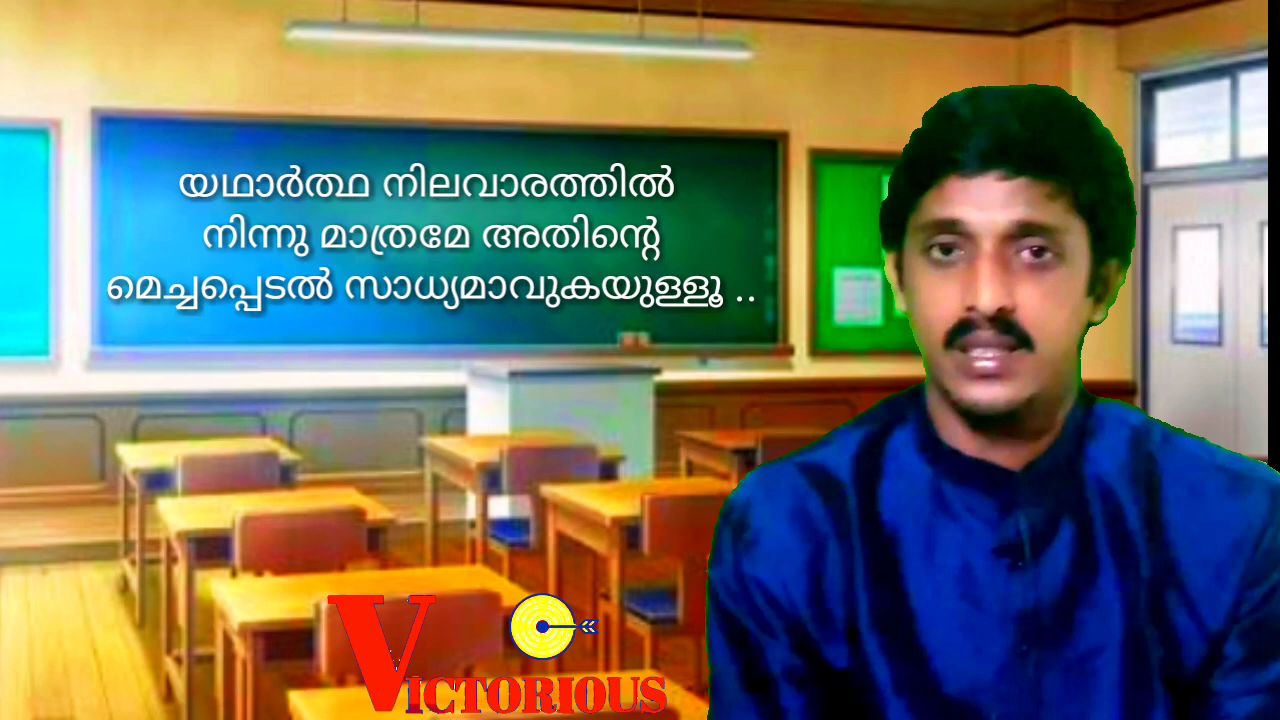 യഥാർത്ഥ നിലവാരത്തിൽ
നിന്നു മാത്രമേ അതിന്റെ
മെച്ചപ്പെടൽ സാധ്യമാവുകയുള്ളൂ ..
VICTORIOUS